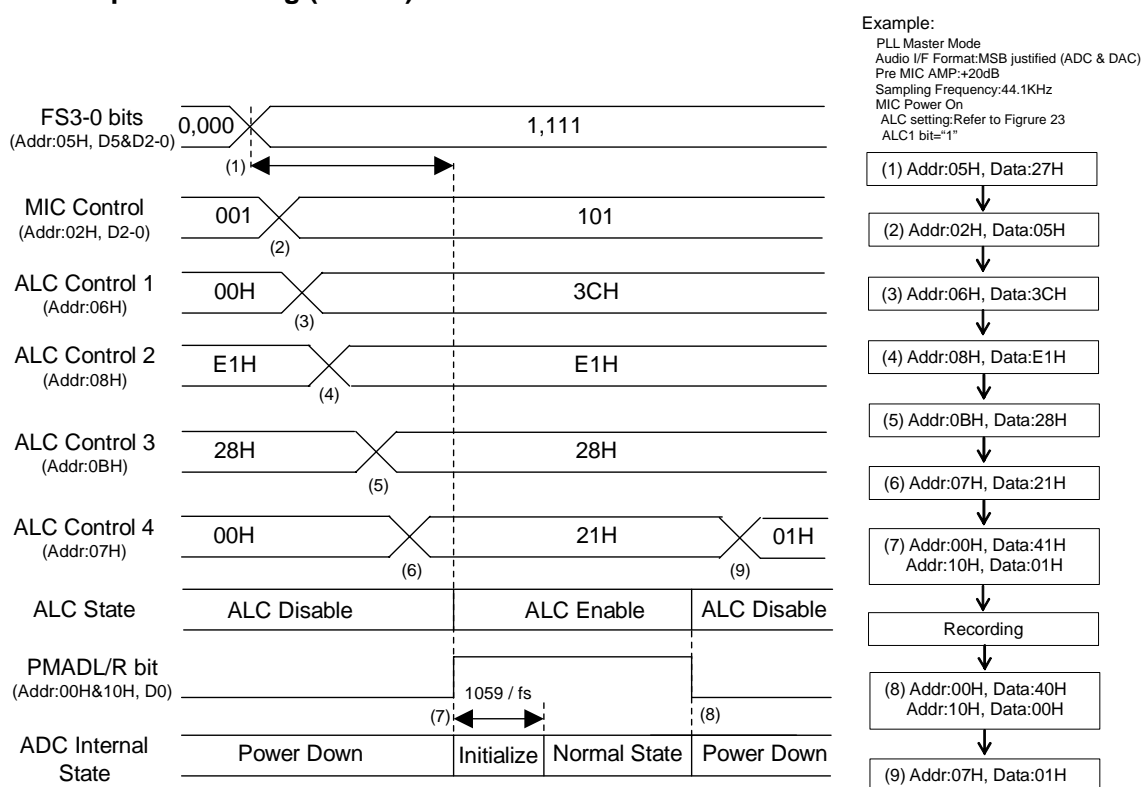 Example:
PLL Master Mode
Audio I/F Format:MSB justified (ADC & DAC)
Pre MIC AMP:+20dB
Sampling Frequency:44.1KHz
MIC Power On
ALC setting:Refer to Figrure 23
ALC1 bit=“1”
FS3-0 bits
(Addr:05H, D5&D2-0)
0,000
1,111
(1)
MIC Control
(Addr:02H, D2-0)
001
101
(2)
ALC Control 1
(Addr:06H)
00H
3CH
(3)
ALC Control 2
(Addr:08H)
E1H
E1H
(4)
ALC Control 3
(Addr:0BH)
28H
28H
(5)
ALC Control 4
(Addr:07H)
00H
21H
01H
(6)
(9)
ALC State
ALC Disable
ALC Enable
ALC Disable
PMADL/R bit
(Addr:00H&10H, D0)
1059 / fs
(7)
(8)
ADC Internal
State
Power Down
Initialize
Normal State
Power Down
(1) Addr:05H, Data:27H
(2) Addr:02H, Data:05H
(3) Addr:06H, Data:3CH
(4) Addr:08H, Data:E1H
(5) Addr:0BH, Data:28H
(6) Addr:07H, Data:21H
(7) Addr:00H, Data:41H
Addr:10H, Data:01H
Recording
(8) Addr:00H, Data:40H
Addr:10H, Data:00H
(9) Addr:07H, Data:01H